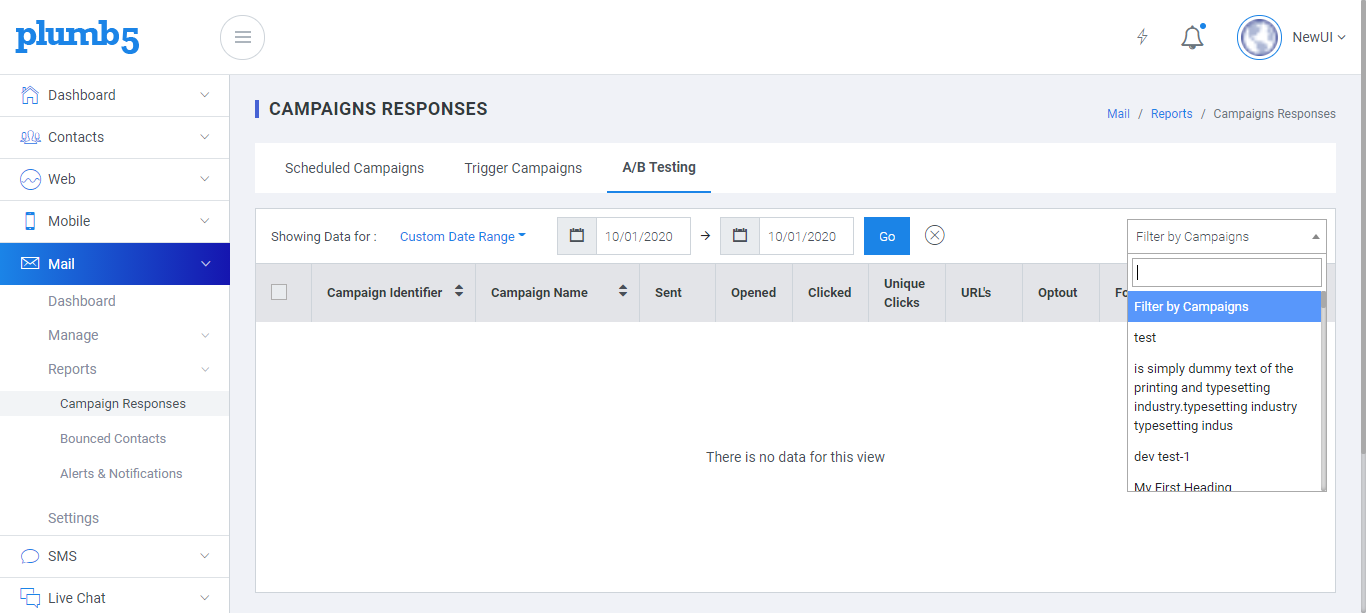 plumb5
NewUI
Dashboard
Contacts
Web
Mobile
Mail
Dashboard
Manage
Reports
Campaign Responses
Bounced Contacts
Alerts & Notifications
Settings
SMS
Live Chat
CAMPAIGNS RESPONSES
Mail / Reports / Campaigns Responses
Scheduled Campaigns Trigger Campaigns A/B Testing
Showing Data for : Custom Date Range 10/01/2020 → 10/01/2020 Go Filter by Campaigns
Campaign Identifier Campaign Name Sent Opened Clicked Unique Clicks URL's Optout
Filter by Campaigns
test
is simply dummy text of the
printing and typesetting
industry.typesetting industry
typesetting indus
dev test-1
My First Heading
There is no data for this view